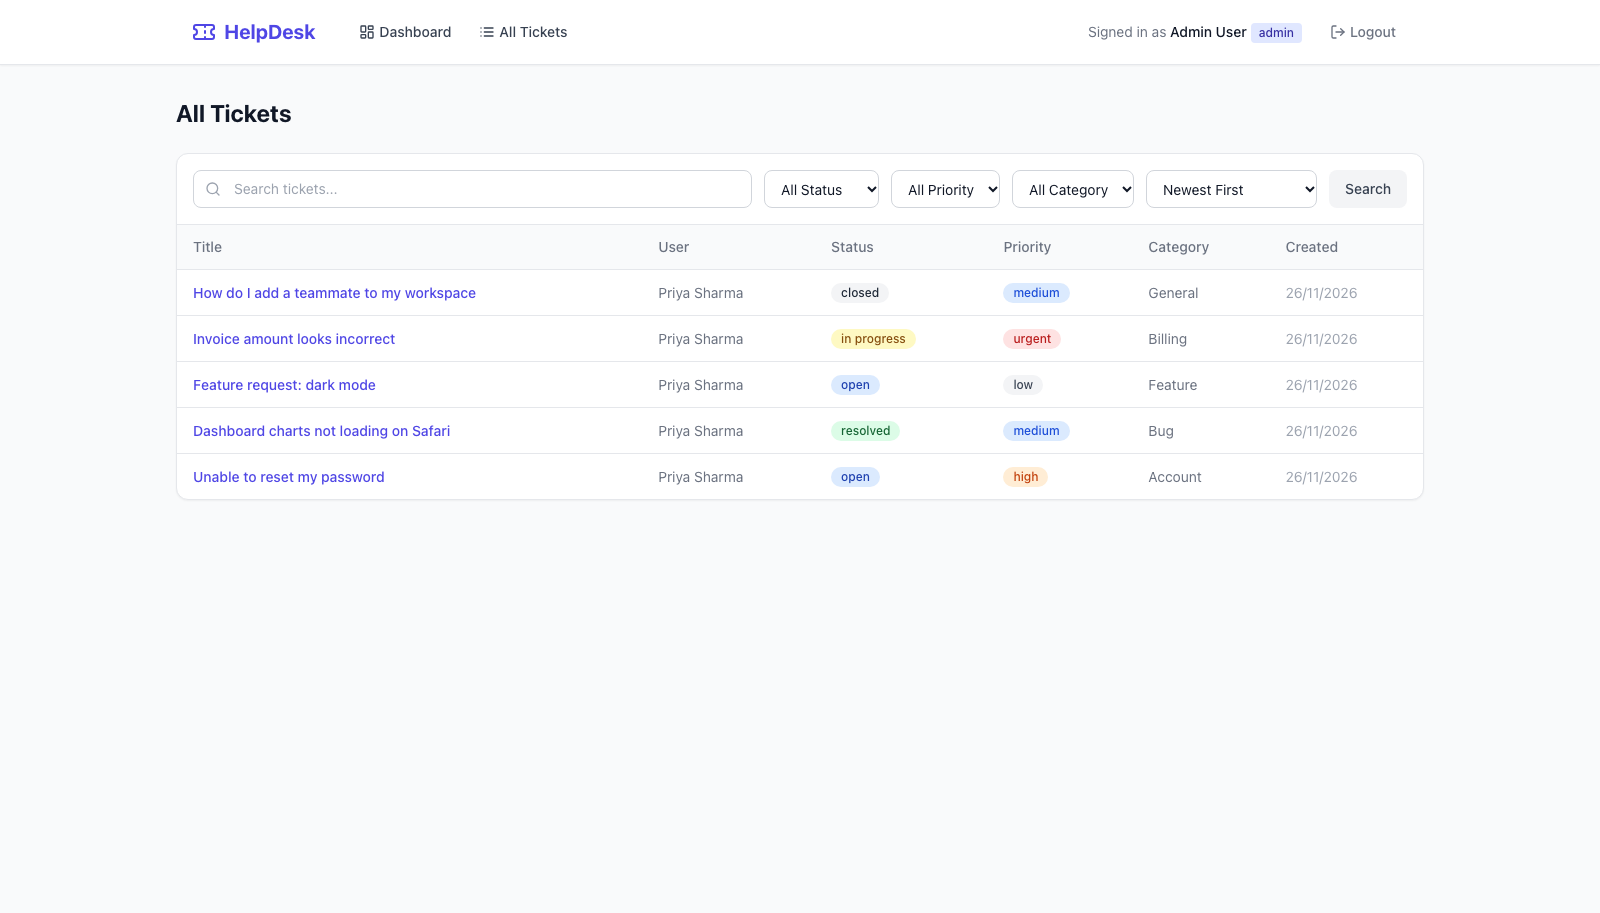 HelpDesk
Dashboard
All Tickets
Signed in as Admin User admin
Logout
All Tickets
Search tickets...
All Status
All Priority
All Category
Newest First
Search
Title User Status Priority Category Created
How do I add a teammate to my workspace Priya Sharma closed medium General 26/11/2026
Invoice amount looks incorrect Priya Sharma in progress urgent Billing 26/11/2026
Feature request: dark mode Priya Sharma open low Feature 26/11/2026
Dashboard charts not loading on Safari Priya Sharma resolved medium Bug 26/11/2026
Unable to reset my password Priya Sharma open high Account 26/11/2026